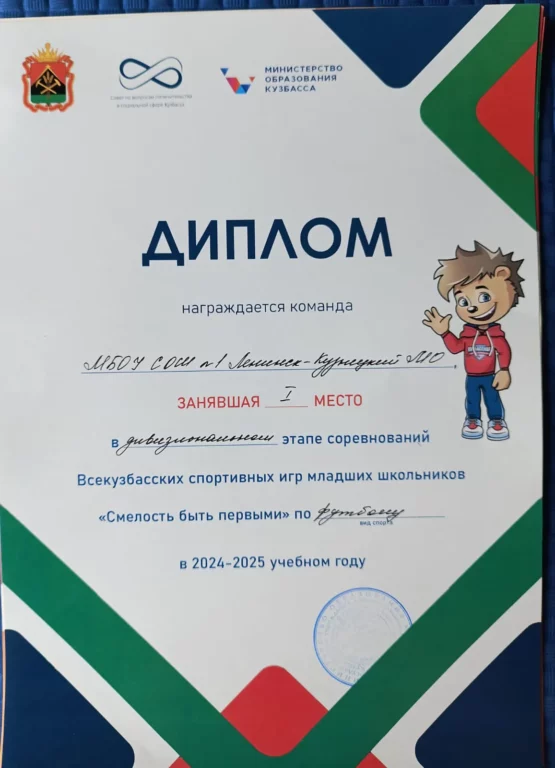 МИНИСТЕРСТВО
ОБРАЗОВАНИЯ
КУЗБАССА
ДИПЛОМ
награждается команда
МБОУ СОШ №1 Ленинск-Кузнецкий МО
ЗАНЯВШАЯ I МЕСТО
в дивизиональном этапе соревнований
Всекузбасских спортивных игр младших школьников
«Смелость быть первыми» по футболу
вид спорта
в 2024-2025 учебном году